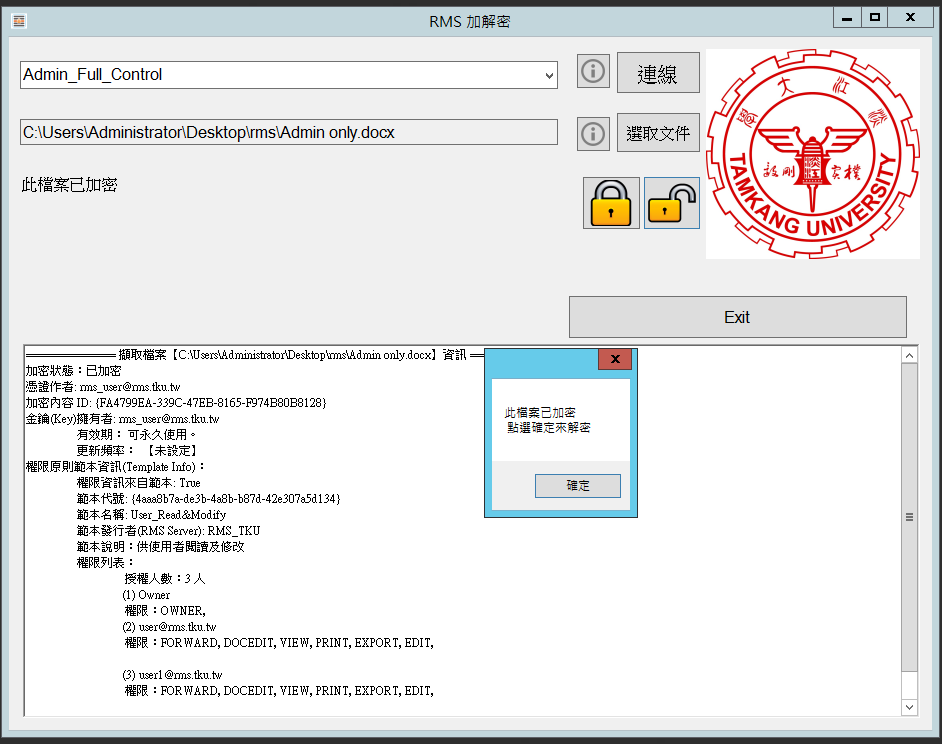 RMS 加解密
Admin_Full_Control
連線
C:\Users\Administrator\Desktop\rms\Admin only.docx
選取文件
此檔案已加密
TAMKANG UNIVERSITY
Exit
擷取檔案【C:\Users\Administrator\Desktop\rms\Admin only.docx】資訊
加密狀態：已加密
憑證作者: rms_user@rms.tku.tw
加密內容 ID: {FA4799EA-339C-47EB-8165-F974B80B8128}
金鑰(Key)擁有者: rms_user@rms.tku.tw
有效期： 可永久使用。
更新頻率： 【未設定】
權限原則範本資訊(Template Info)：
權限資訊來自範本: True
範本代號: {4aaa8b7a-de3b-4a8b-b87d-42e307a5d134}
範本名稱: User_Read&Modify
範本發行者(RMS Server): RMS_TKU
範本說明：供使用者閱讀及修改
權限列表：
授權人數：3 人
(1) Owner
權限：OWNER,
(2) user@rms.tku.tw
權限：FORWARD, DOCEDIT, VIEW, PRINT, EXPORT, EDIT,
(3) user1@rms.tku.tw
權限：FORWARD, DOCEDIT, VIEW, PRINT, EXPORT, EDIT,
此檔案已加密
點選確定來解密
確定